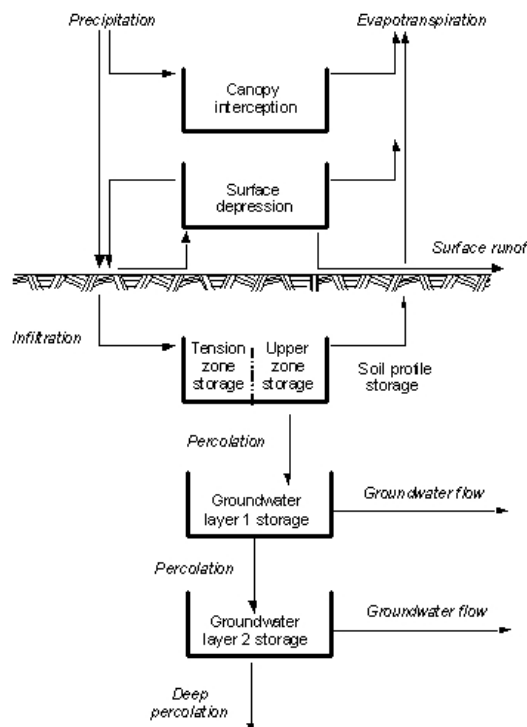 Precipitation
Evapotranspiration
Canopy
interception
Surface
depression
Surface runof
Infiltration
Tension
zone
storage
Upper
zone
storage
Soil profile
storage
Percolation
Groundwater
layer 1 storage
Groundwater flow
Percolation
Groundwater
layer 2 storage
Groundwater flow
Deep
percolation